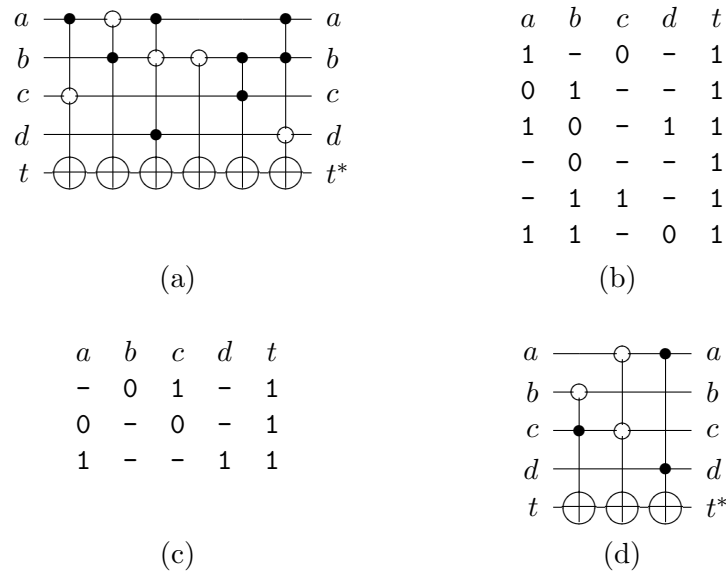 a a
b b
c c
d d
t t*
(a)
a b c d t
1 - 0 - 1
0 1 - - 1
1 0 - 1 1
- 0 - - 1
- 1 1 - 1
1 1 - 0 1
(b)
a b c d t
- 0 1 - 1
0 - 0 - 1
1 - - 1 1
(c)
a a
b b
c c
d d
t t*
(d)